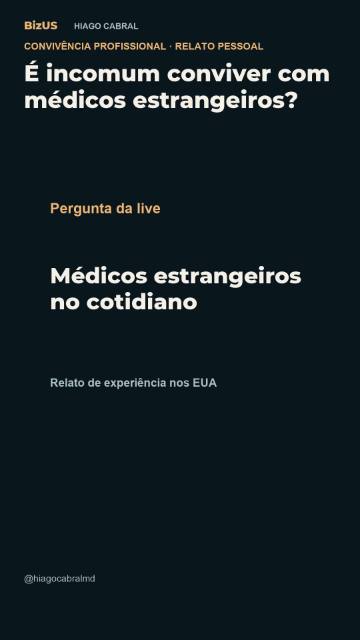 BizUS HIAGO CABRAL
CONVIVÊNCIA PROFISSIONAL · RELATO PESSOAL
É incomum conviver com
médicos estrangeiros?
Pergunta da live
Médicos estrangeiros
no cotidiano
Relato de experiência nos EUA
@hiagocabralmd